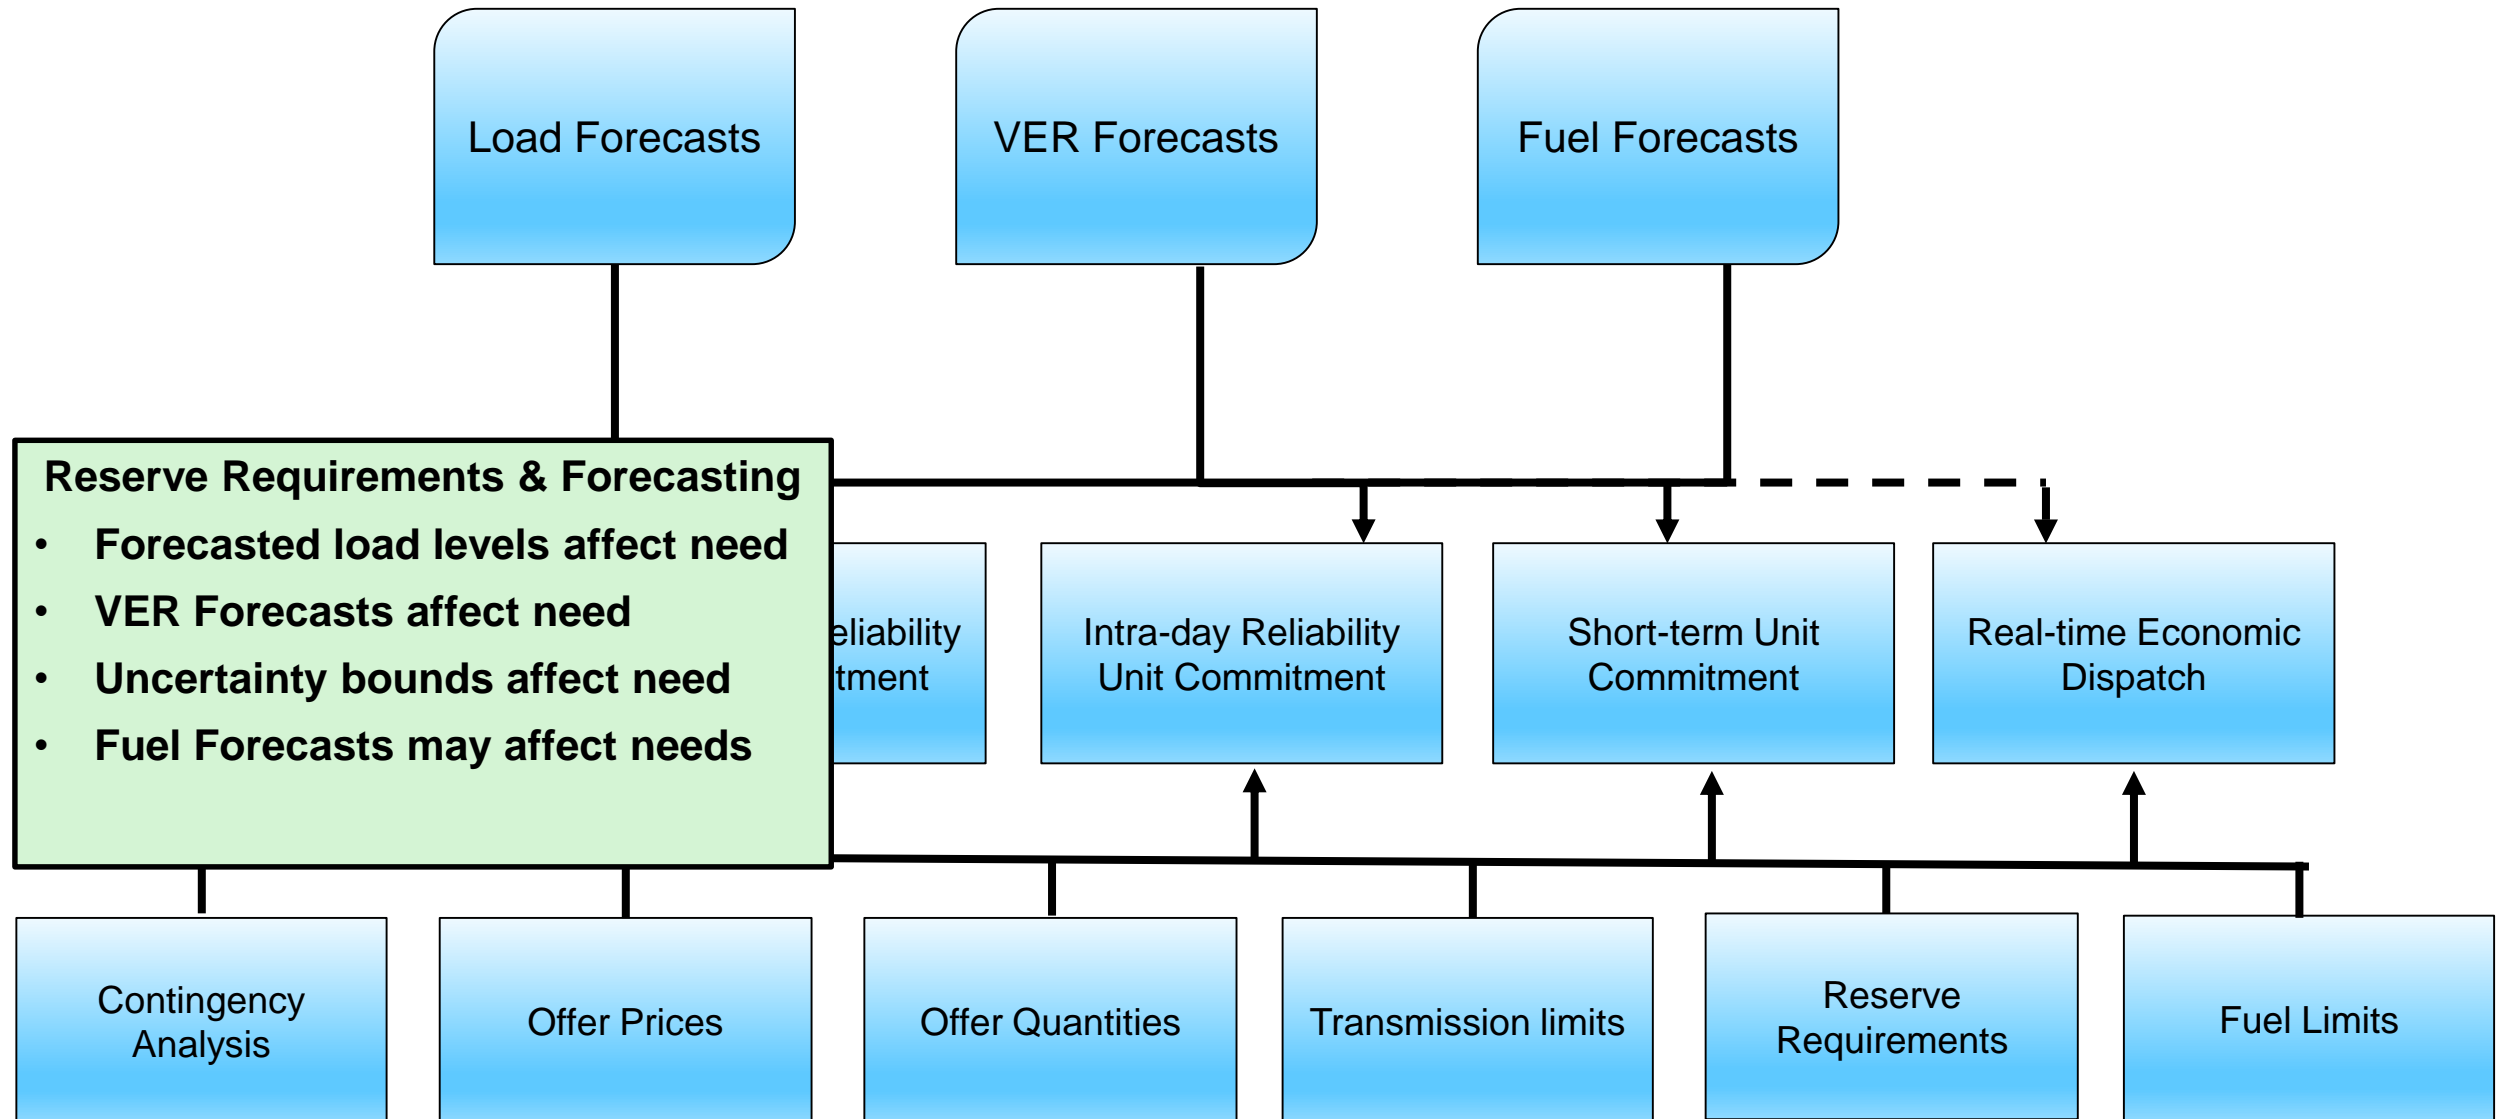 Load Forecasts
VER Forecasts
Fuel Forecasts
Reserve Requirements & Forecasting
• Forecasted load levels affect need
• VER Forecasts affect need
• Uncertainty bounds affect need
• Fuel Forecasts may affect needs
eliability
tment
Intra-day Reliability
Unit Commitment
Short-term Unit
Commitment
Real-time Economic
Dispatch
Contingency
Analysis
Offer Prices
Offer Quantities
Transmission limits
Reserve
Requirements
Fuel Limits